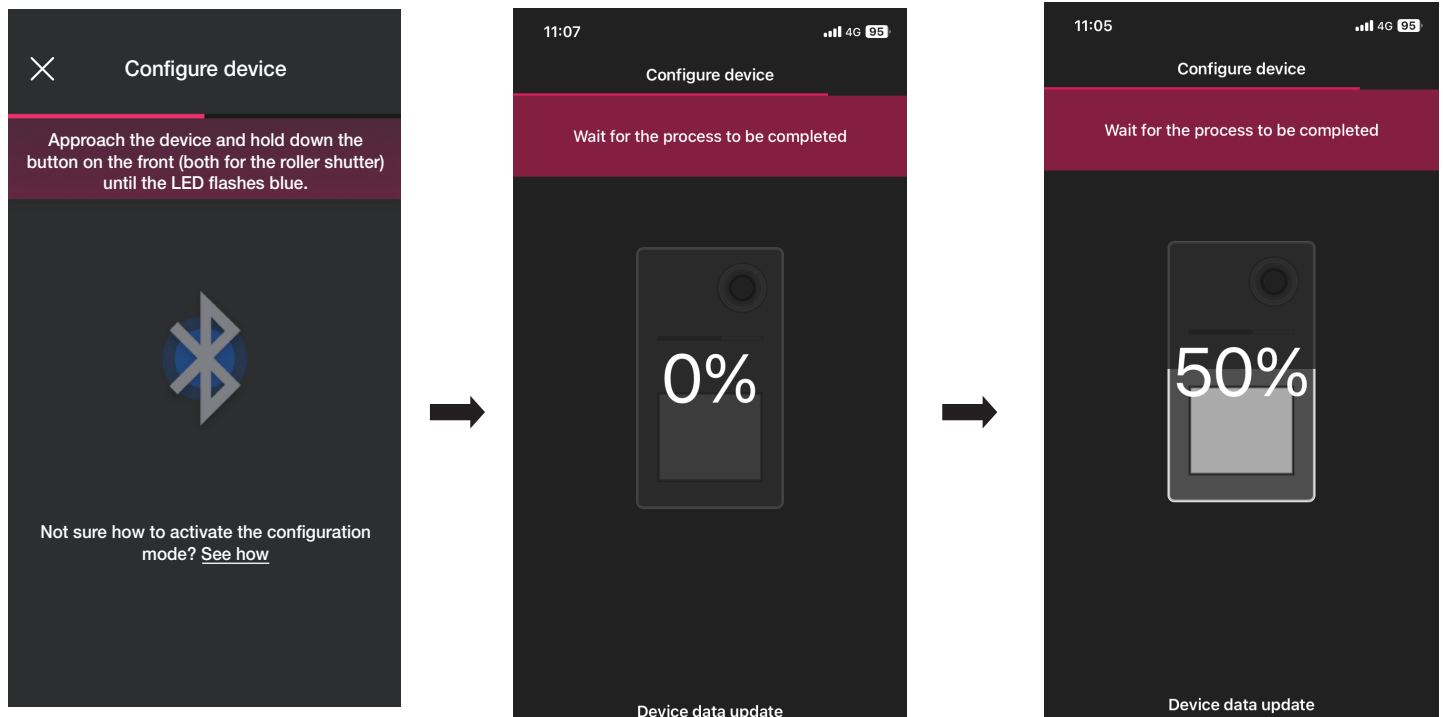 Configure device
Approach the device and hold down the
button on the front (both for the roller shutter)
until the LED flashes blue.
Not sure how to activate the configuration
mode? See how
11:07
4G 95
Configure device
Wait for the process to be completed
0%
Device data update
11:05
4G 95
Configure device
Wait for the process to be completed
50%
Device data update